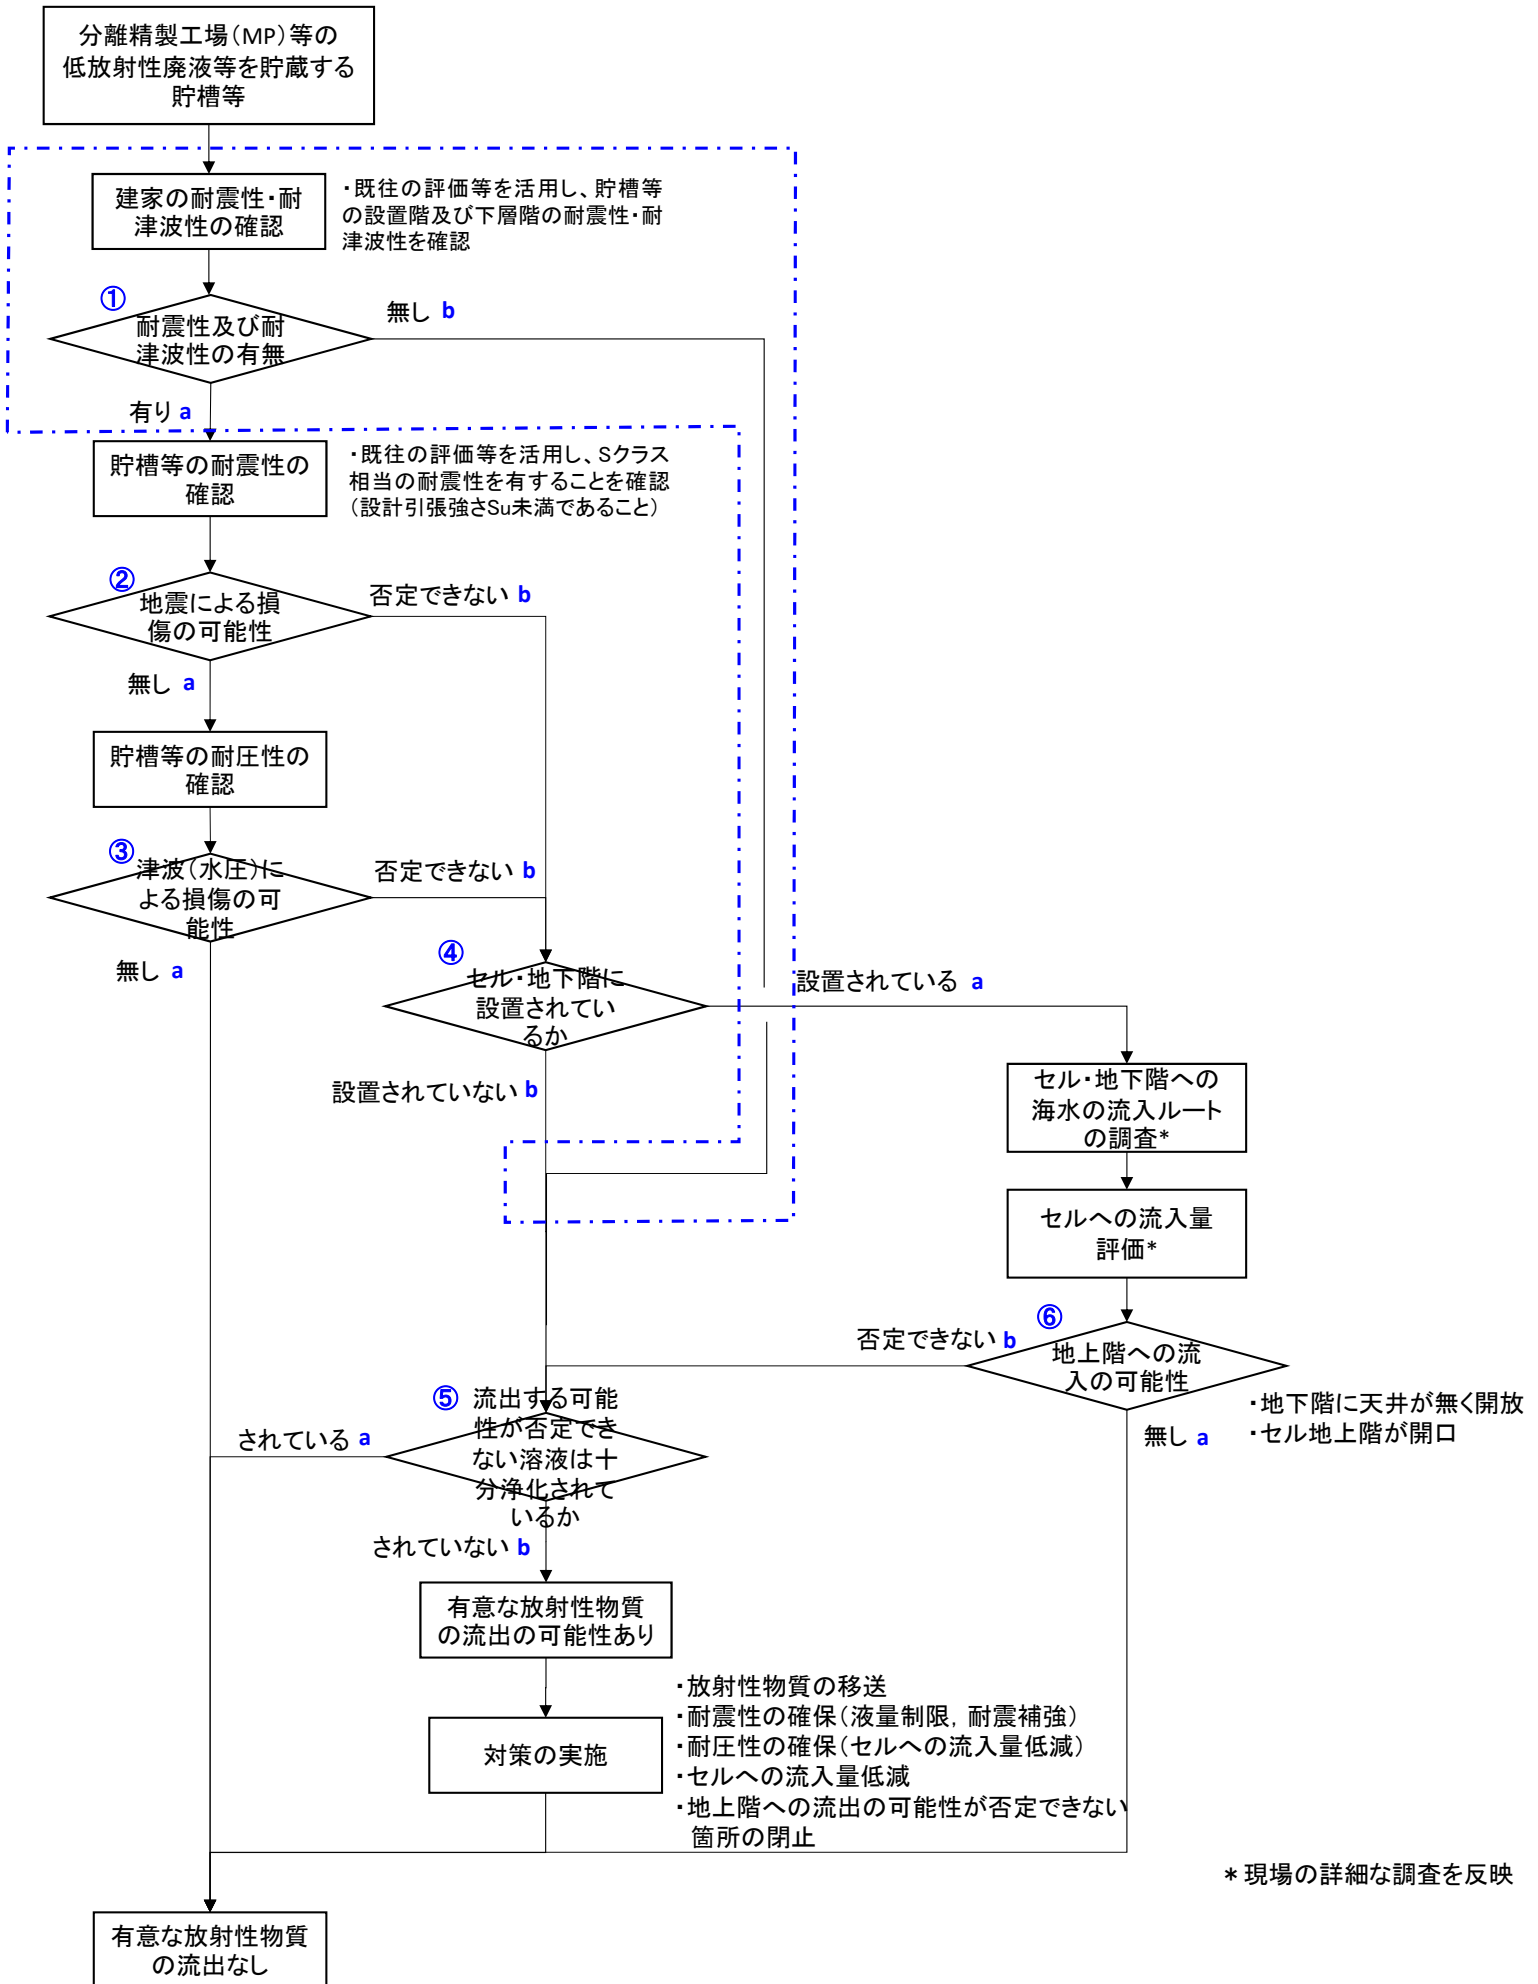 分離精製工場(MP)等の
低放射性廃液等を貯蔵する
貯槽等
建家の耐震性・耐
津波性の確認
・既往の評価等を活用し、貯槽等
の設置階及び下層階の耐震性・耐
津波性を確認
①
耐震性及び耐
津波性の有無
無し b
有り a
貯槽等の耐震性の
確認
・既往の評価等を活用し、Sクラス
相当の耐震性を有することを確認
(設計引張強さSu未満であること)
②
地震による損
傷の可能性
否定できない b
無し a
貯槽等の耐圧性の
確認
③
津波(水圧)に
よる損傷の可
能性
否定できない b
無し a
④
セル・地下階に
設置されてい
るか
設置されている a
設置されていない b
セル・地下階への
海水の流入ルート
の調査*
セルへの流入量
評価*
⑥
地上階への流
入の可能性
否定できない b
無し a
・地下階に天井が無く開放
・セル地上階が開口
⑤
流出する可能
性が否定でき
ない溶液は十
分浄化されて
いるか
されている a
されていない b
有意な放射性物質
の流出の可能性あり
対策の実施
・放射性物質の移送
・耐震性の確保(液量制限,耐震補強)
・耐圧性の確保(セルへの流入量低減)
・セルへの流入量低減
・地上階への流出の可能性が否定できない
箇所の閉止
*現場の詳細な調査を反映
有意な放射性物質
の流出なし